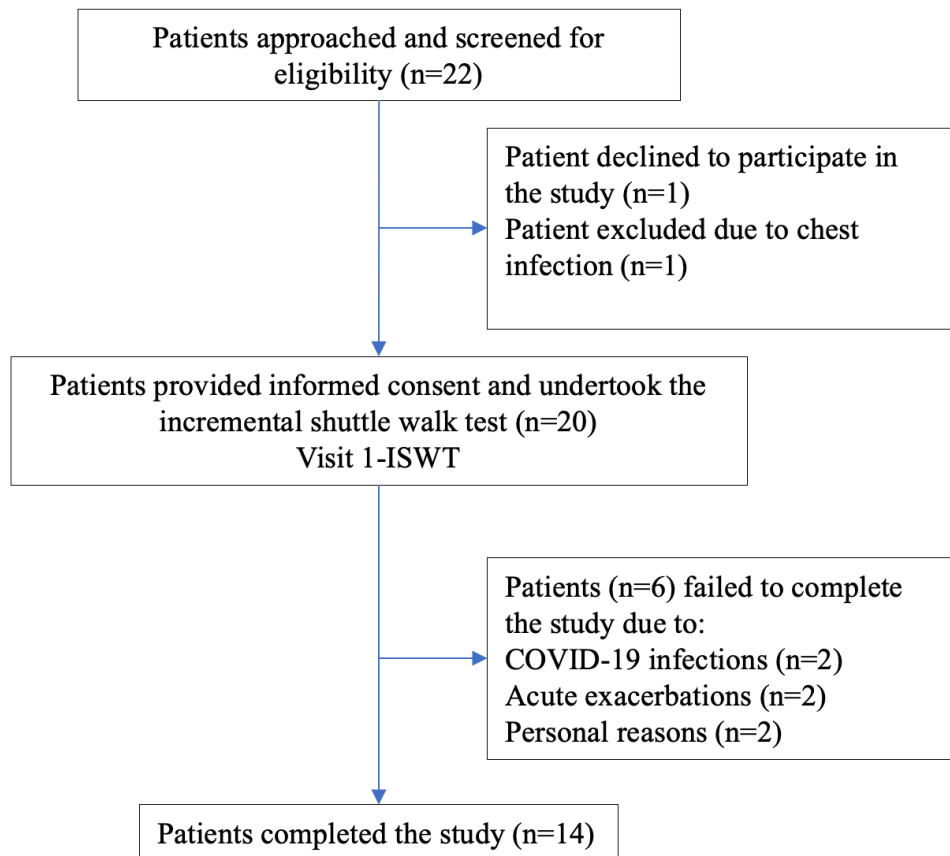 Patients approached and screened for
eligibility (n=22)
Patient declined to participate in
the study (n=1)
Patient excluded due to chest
infection (n=1)
Patients provided informed consent and undertook the
incremental shuttle walk test (n=20)
Visit 1-ISWT
Patients (n=6) failed to complete
the study due to:
COVID-19 infections (n=2)
Acute exacerbations (n=2)
Personal reasons (n=2)
Patients completed the study (n=14)